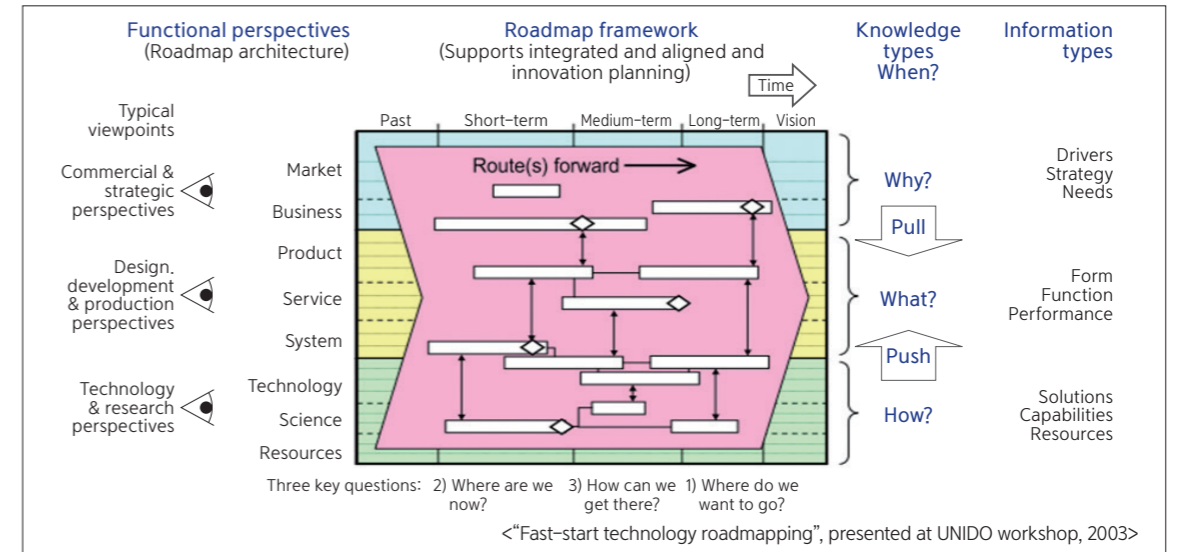 Functional perspectives
(Roadmap architecture)
Roadmap framework
(Supports integrated and aligned and
innovation planning)
Knowledge
types
When?
Information
types
Time
Typical
viewpoints
Past
Short-term
Medium-term
Long-term
Vision
Commercial &
strategic
perspectives
Market
Business
Route(s) forward
Why?
Drivers
Strategy
Needs
Pull
Design.
development
& production
perspectives
Product
Service
System
What?
Form
Function
Performance
Push
Technology
& research
perspectives
Technology
Science
Resources
How?
Solutions
Capabilities
Resources
Three key questions:
2) Where are we
now?
3) How can we
get there?
1) Where do we
want to go?
<“Fast-start technology roadmapping”, presented at UNIDO workshop, 2003>